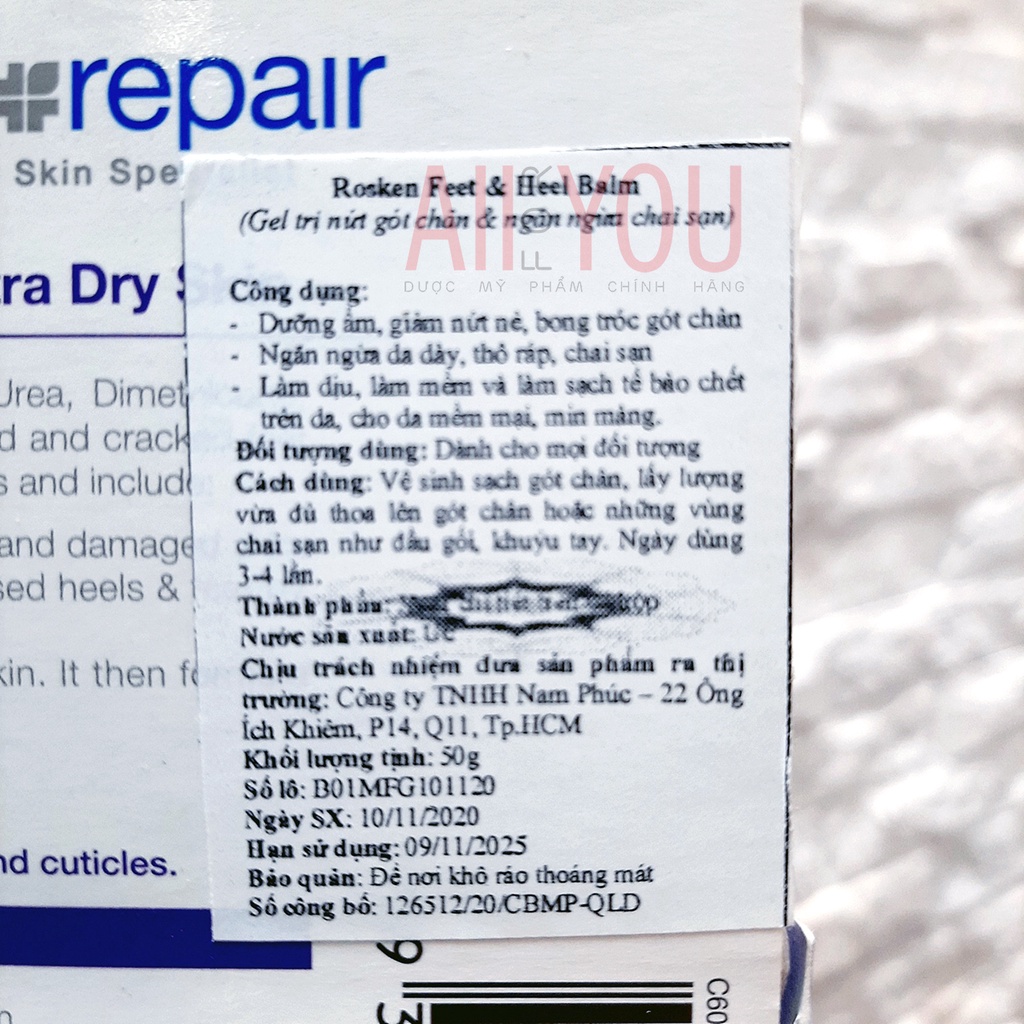 repair
Skin Spe
ra Dry S
Urea, Dimet
d and crack
s and include
and damage
sed heels &
kin. It then fo
nd cuticles.
All YOU
LL
DƯỢC MỸ PHẨM CHÍNH HÃNG
Rosken Feet & Heel Balm
(Gel trị nứt gót chân & ngăn ngừa chai sạn)
Công dụng:
- Dưỡng ẩm, giảm nứt nẻ, bong tróc gót chân
- Ngăn ngừa da dày, thô ráp, chai sạn
- Làm dịu, làm mềm và làm sạch tế bào chết
trên da, cho da mềm mại, mịn màng.
Đối tượng dùng: Dành cho mọi đối tượng
Cách dùng: Vệ sinh sạch gót chân, lấy lượng
vừa đủ thoa lên gót chân hoặc những vùng
chai sạn như đầu gối, khuỷu tay. Ngày dùng
3-4 lần.
Thành phần:
Nước sản xuất:
Chịu trách nhiệm đưa sản phẩm ra thị
trường: Công ty TNHH Nam Phúc – 22 Ông
Ích Khiêm, P14, Q11, Tp.HCM
Khối lượng tịnh: 50g
Số lô: B01MFG101120
Ngày SX: 10/11/2020
Hạn sử dụng: 09/11/2025
Bảo quản: Để nơi khô ráo thoáng mát
Số công bố: 126512/20/CBMP-QLD
9
3
C60